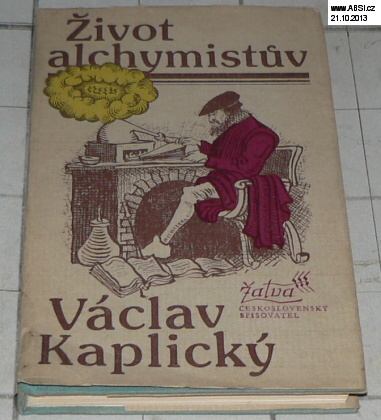 www.ABSI.cz
21.10.2013
Život
alchymistův
Václav
Kaplický
Žatva
ČESKOSLOVENSKÝ
SPISOVATEL